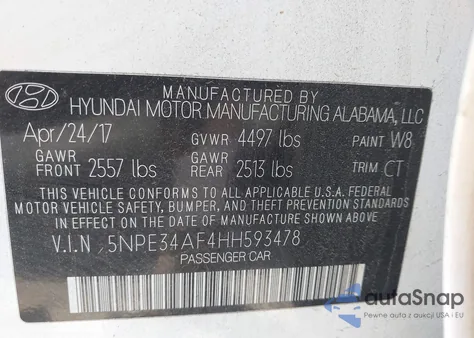 MANUFACTURED BY
HYUNDAI MOTOR MANUFACTURING ALABAMA, LLC
Apr/24/17 GVWR 4497 lbs PAINT W8
GAWR FRONT 2557 lbs GAWR REAR 2513 lbs TRIM CT
THIS VEHICLE CONFORMS TO ALL APPLICABLE U.S.A. FEDERAL
MOTOR VEHICLE SAFETY, BUMPER, AND THEFT PREVENTION STANDARDS
IN EFFECT ON THE DATE OF MANUFACTURE SHOWN ABOVE.
V.I.N 5NPE34AF4HH593478
PASSENGER CAR
autoSnap
Pewne auta z aukcji USA i EU